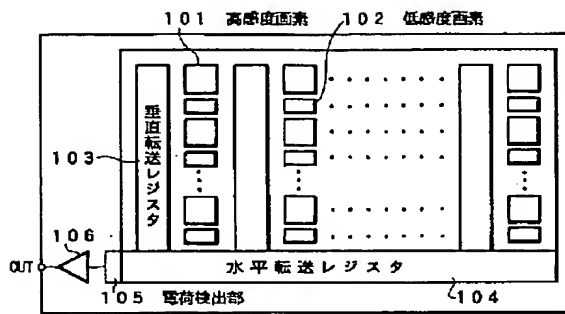 101 高感度画素
102 低感度画素
103
垂直転送レジスタ
106
OUT
水平転送レジスタ
105 電荷検出部
104